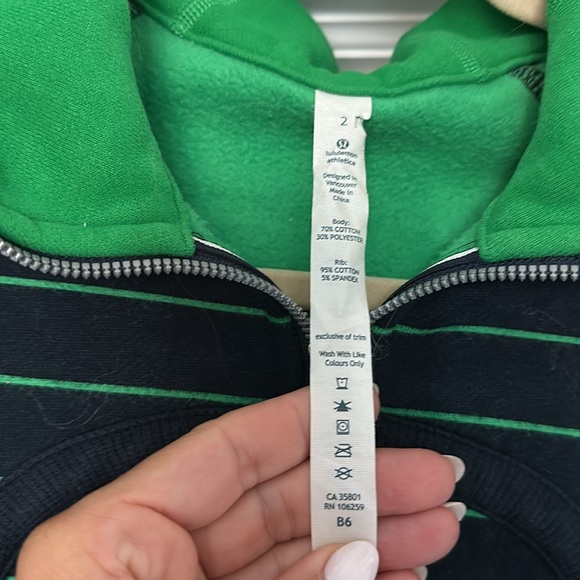 2
lululemon
athletica
Designed in
Vancouver
Made in
China
Body:
70% COTTON
30% POLYESTER
Rib:
95% COTTON
5% SPANDEX
exclusive of trim
Wash With Like
Colours Only
CA 35801
RN 106259
B6